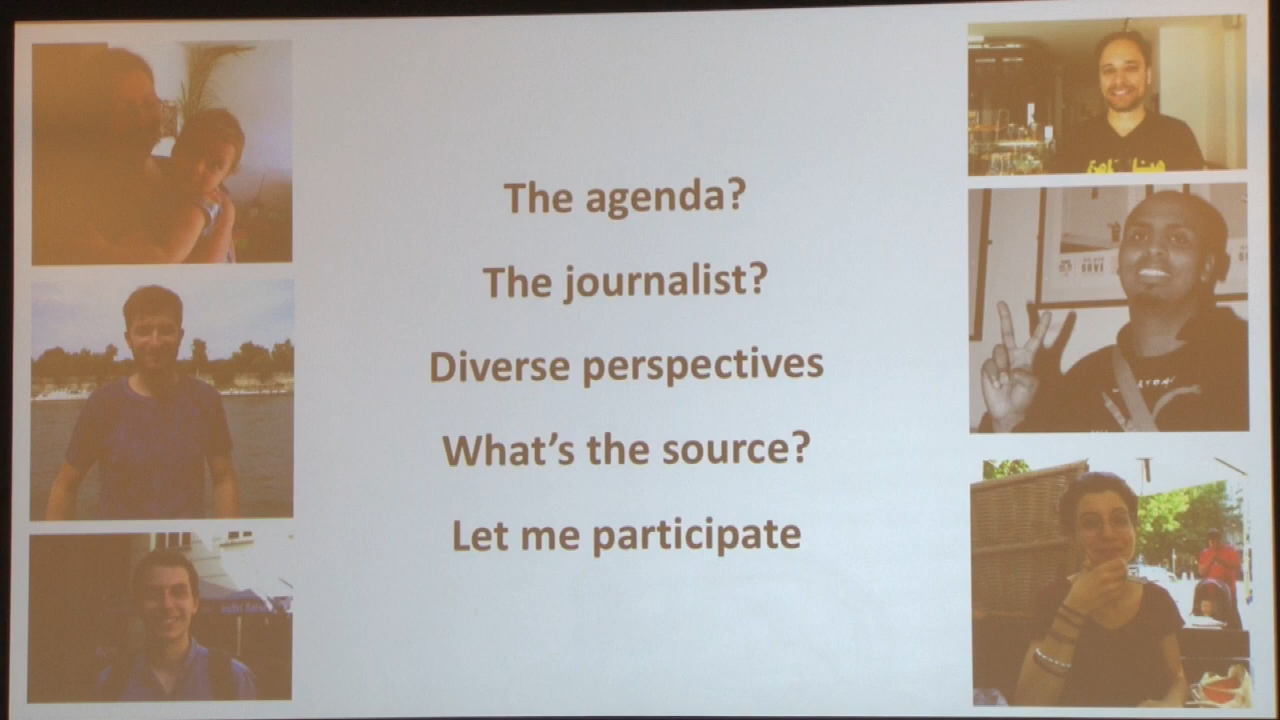 The agenda?
The journalist?
Diverse perspectives
What's the source?
Let me participate